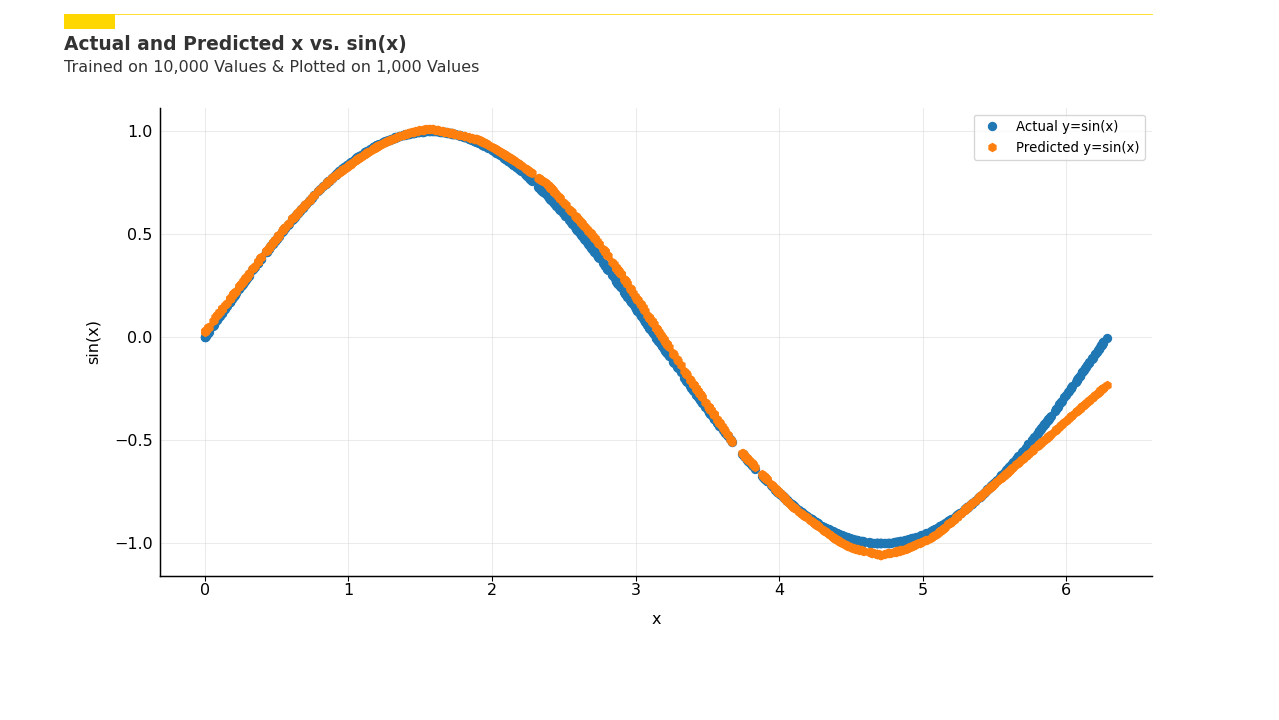 Actual and Predicted x vs. sin(x)
Trained on 10,000 Values & Plotted on 1,000 Values
Actual y=sin(x)
Predicted y=sin(x)
1.0
0.5
0.0
−0.5
−1.0
sin(x)
0 1 2 3 4 5 6
x